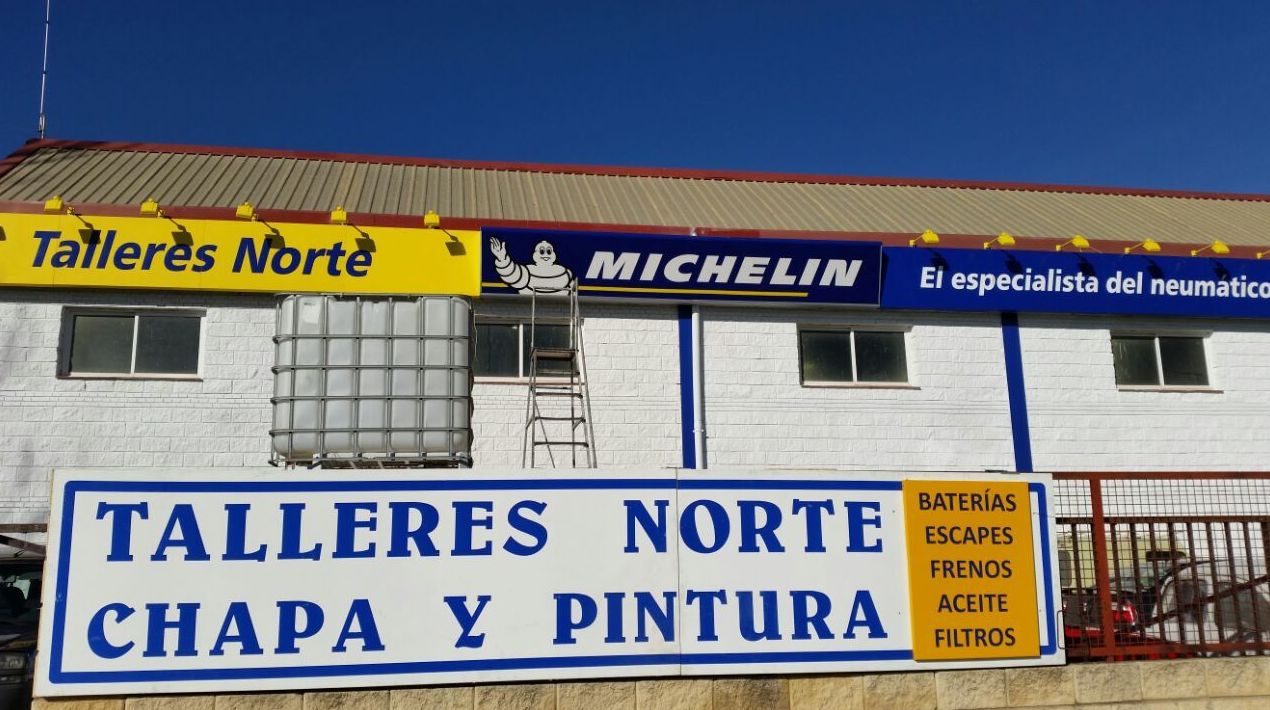 Talleres Norte
MICHELIN
El especialista del neumático
TALLERES NORTE
CHAPA Y PINTURA
BATERÍAS
ESCAPES
FRENOS
ACEITE
FILTROS